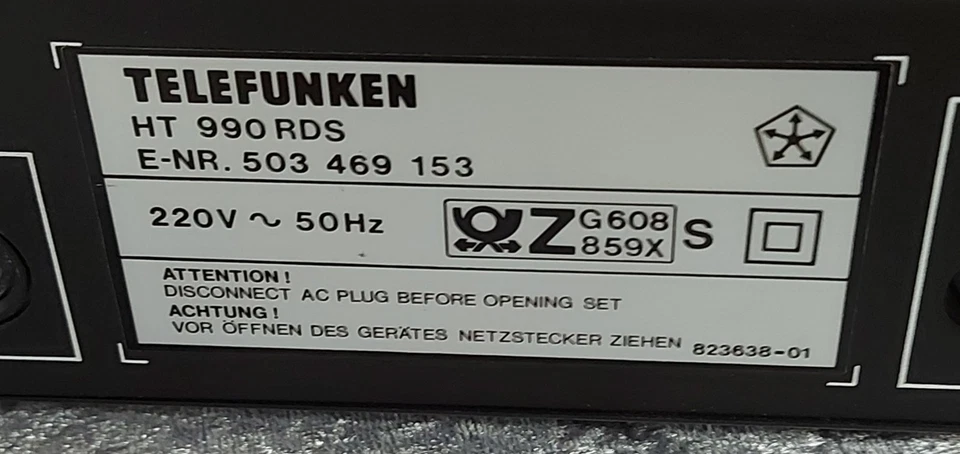 TELEFUNKEN
HT 990 RDS
E-NR. 503 469 153
220V ~ 50Hz
Z G608 859X S
ATTENTION!
DISCONNECT AC PLUG BEFORE OPENING SET
ACHTUNG!
VOR ÖFFNEN DES GERÄTES NETZSTECKER ZIEHEN
823638-01